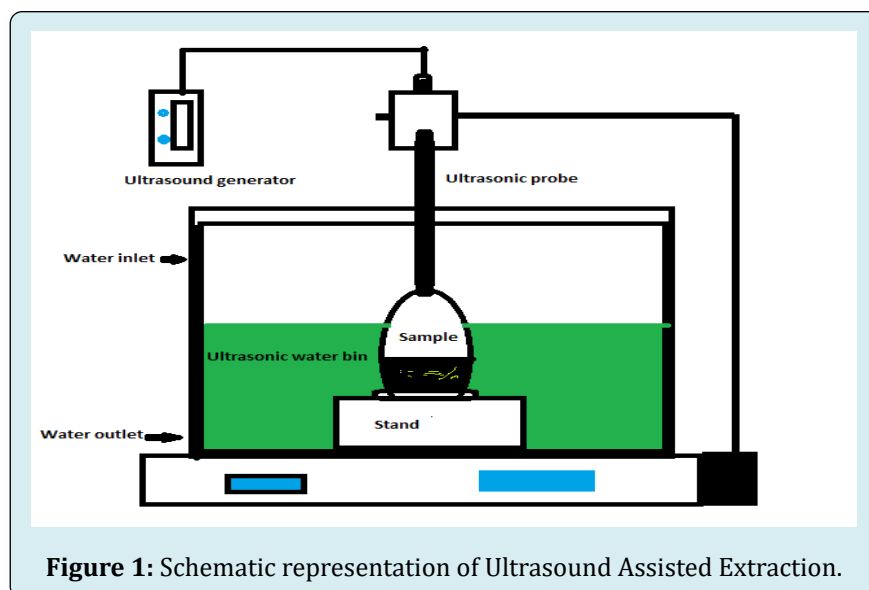 Ultrasound generator
Ultrasonic probe
Water inlet
Sample
Ultrasonic water bin
Stand
Water outlet
Figure 1: Schematic representation of Ultrasound Assisted Extraction.